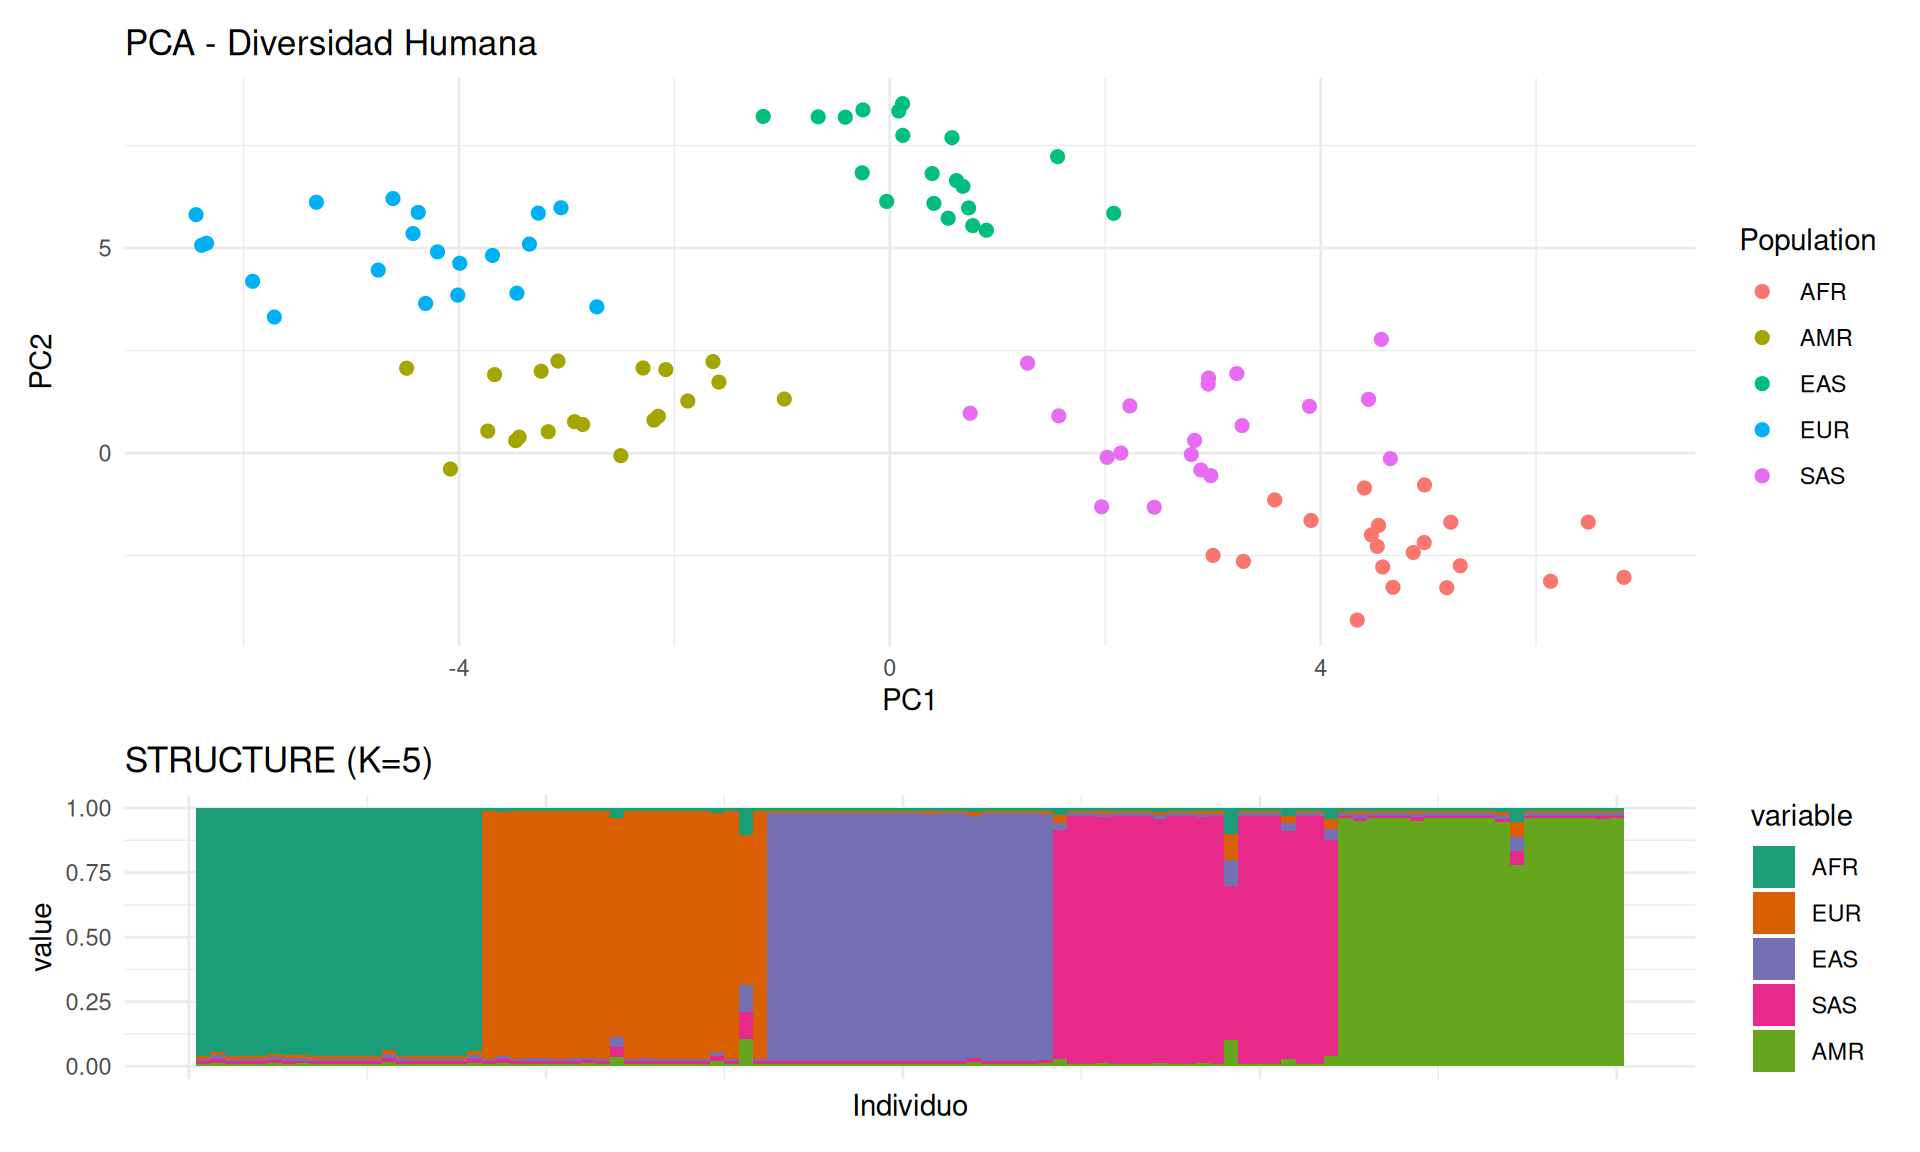 PCA - Diversidad Humana
5
0
PC2
-4
0
4
PC1
Population
AFR
AMR
EAS
EUR
SAS
STRUCTURE (K=5)
1.00
0.75
0.50
0.25
0.00
value
Individuo
variable
AFR
EUR
EAS
SAS
AMR